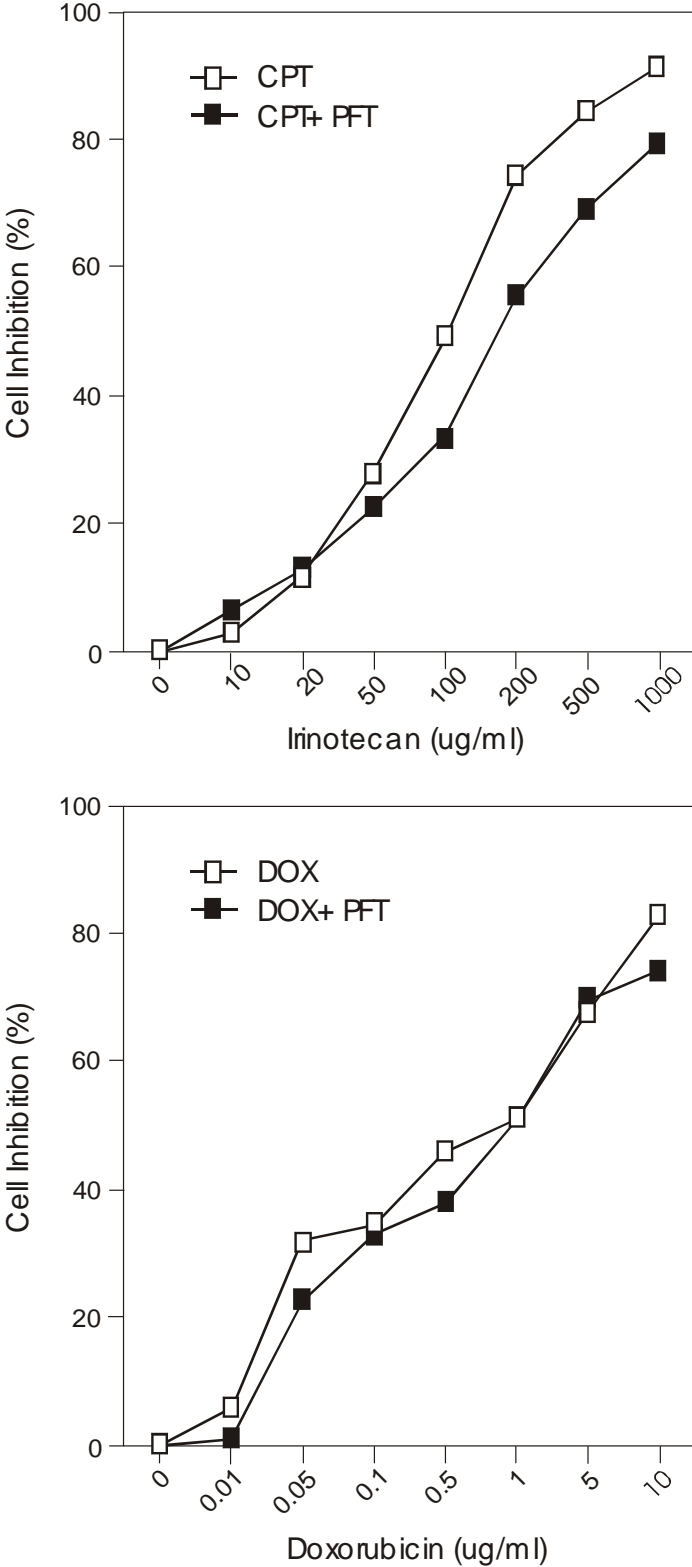 100
80
60
40
20
0
Cell Inhibition (%)
CPT
CPT+ PFT
0 10 20 50 100 200 500 1000
Irinotecan (ug/ml)
100
80
60
40
20
0
Cell Inhibition (%)
DOX
DOX+ PFT
0 0.01 0.05 0.1 0.5 1 5 10
Doxorubicin (ug/ml)